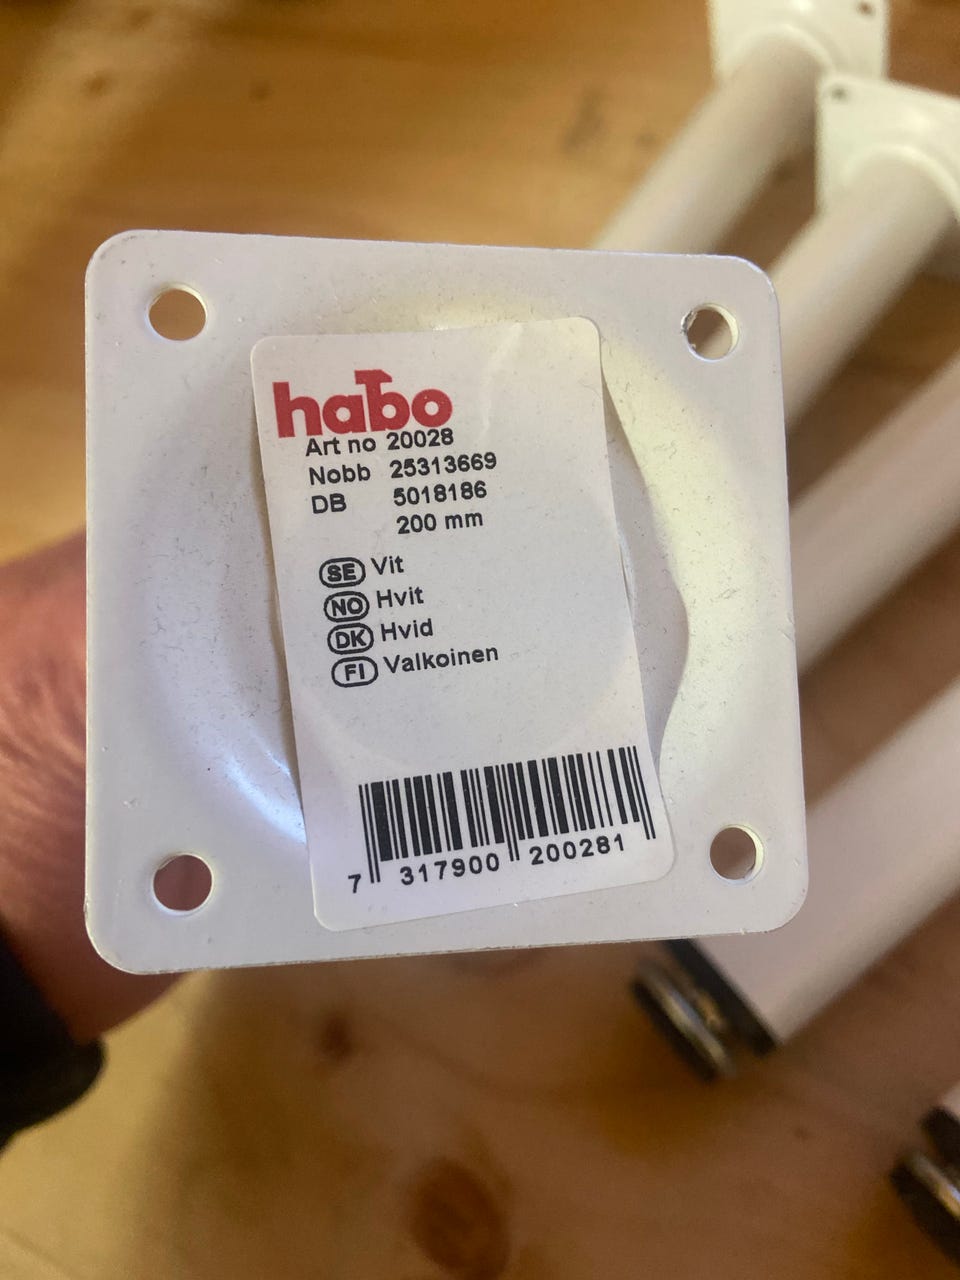 habo
Art no 20028
Nobb 25313669
DB 5018186
200 mm
SE Vit
NO Hvit
DK Hvid
FI Valkoinen
7 317900 200281